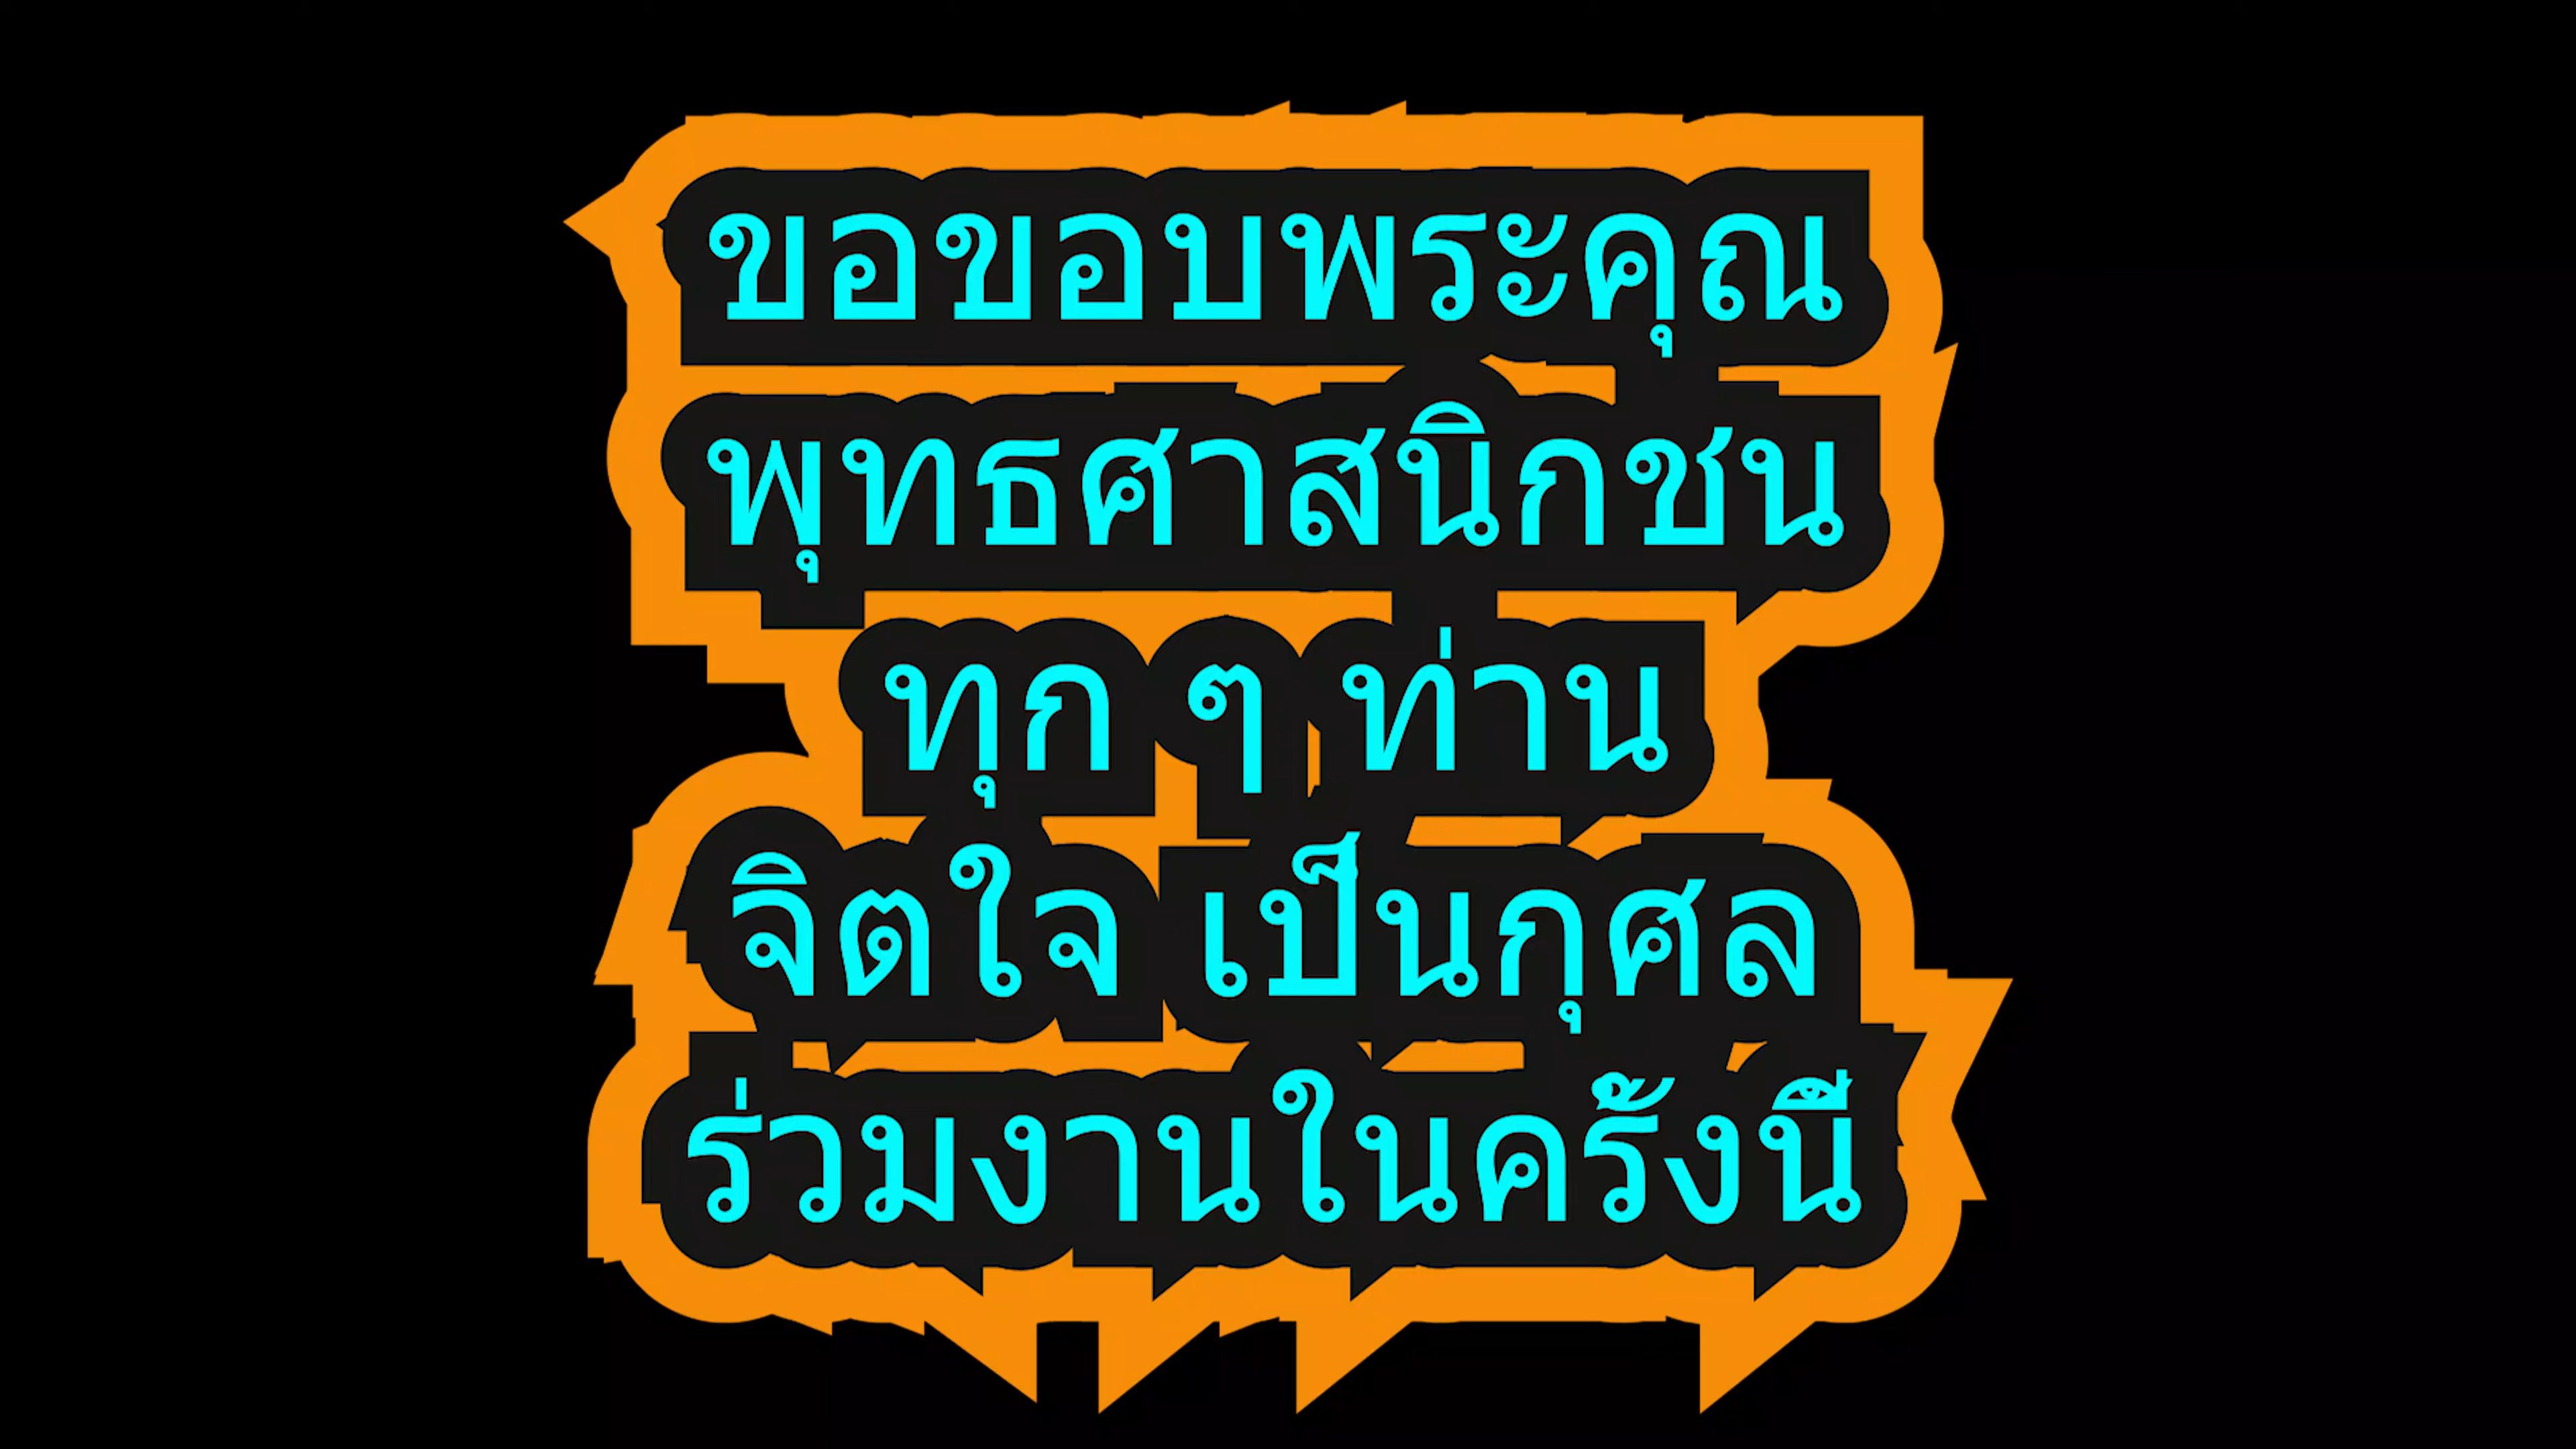 ขอขอบพระคุณ
พุทธศาสนิกชน
ทุก ๆ ท่าน
จิตใจ เป็นกุศล
ร่วมงานในครั้งนี้